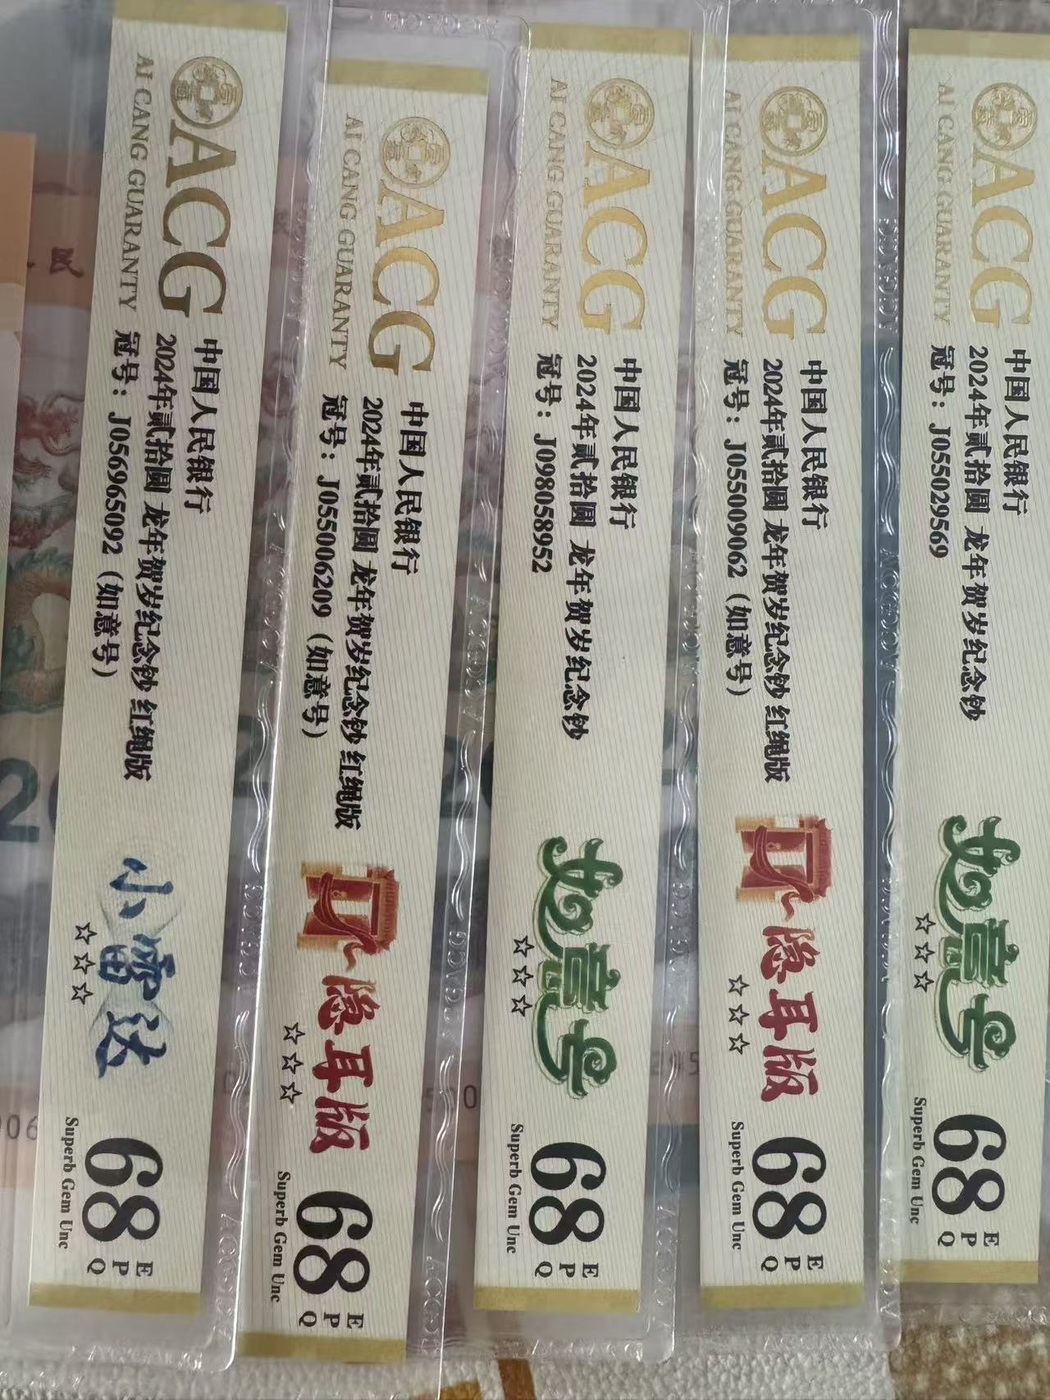 ACG
AI CANG GUARANTY
中国人民银行
2024年贰拾圆 龙年贺岁纪念钞 红绳版
冠号：J056965092（如意号）
小雷达
☆☆☆
68
EPQ
Superb Gem Unc
ACG
AI CANG GUARANTY
中国人民银行
2024年贰拾圆 龙年贺岁纪念钞 红绳版
冠号：J055006209（如意号）
隐耳版
☆☆☆
68
EPQ
Superb Gem Unc
ACG
AI CANG GUARANTY
中国人民银行
2024年贰拾圆 龙年贺岁纪念钞
冠号：J098058952
如意号
☆☆☆
68
EPQ
Superb Gem Unc
ACG
AI CANG GUARANTY
中国人民银行
2024年贰拾圆 龙年贺岁纪念钞 红绳版
冠号：J055009062（如意号）
隐耳版
☆☆☆
68
EPQ
Superb Gem Unc
ACG
AI CANG GUARANTY
中国人民银行
2024年贰拾圆 龙年贺岁纪念钞
冠号：J055029569
如意号
☆☆☆
68
EPQ
Superb Gem Unc